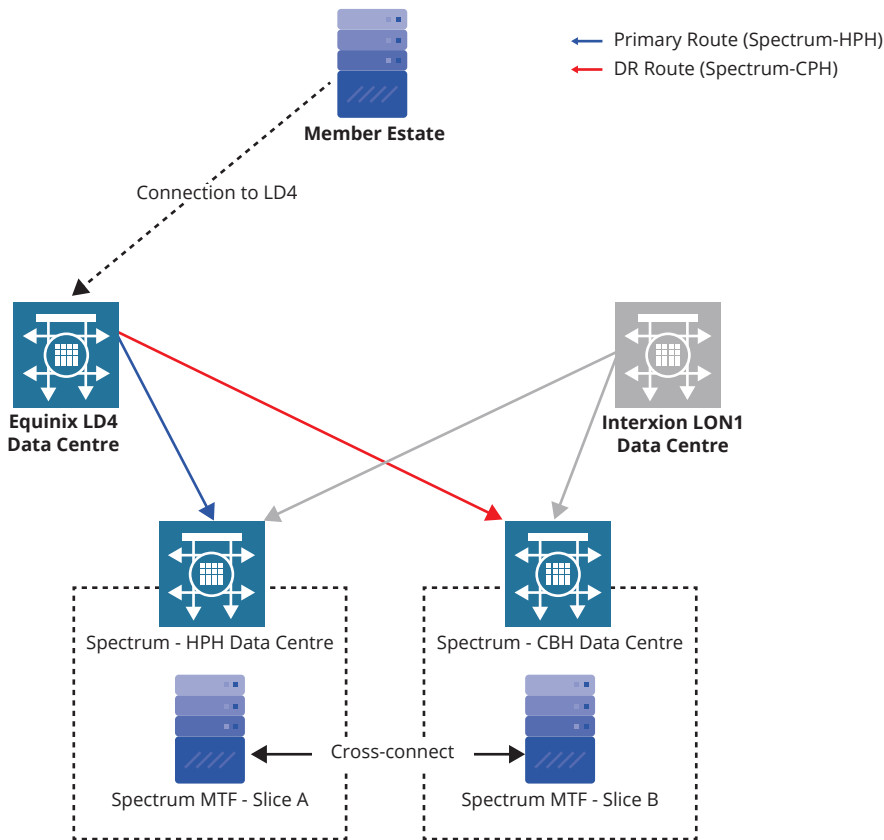 Primary Route (Spectrum-HPH)
DR Route (Spectrum-CPH)
Member Estate
Connection to LD4
Equinix LD4
Data Centre
Interxion LON1
Data Centre
Spectrum - HPH Data Centre
Spectrum - CBH Data Centre
Cross-connect
Spectrum MTF - Slice A
Spectrum MTF - Slice B